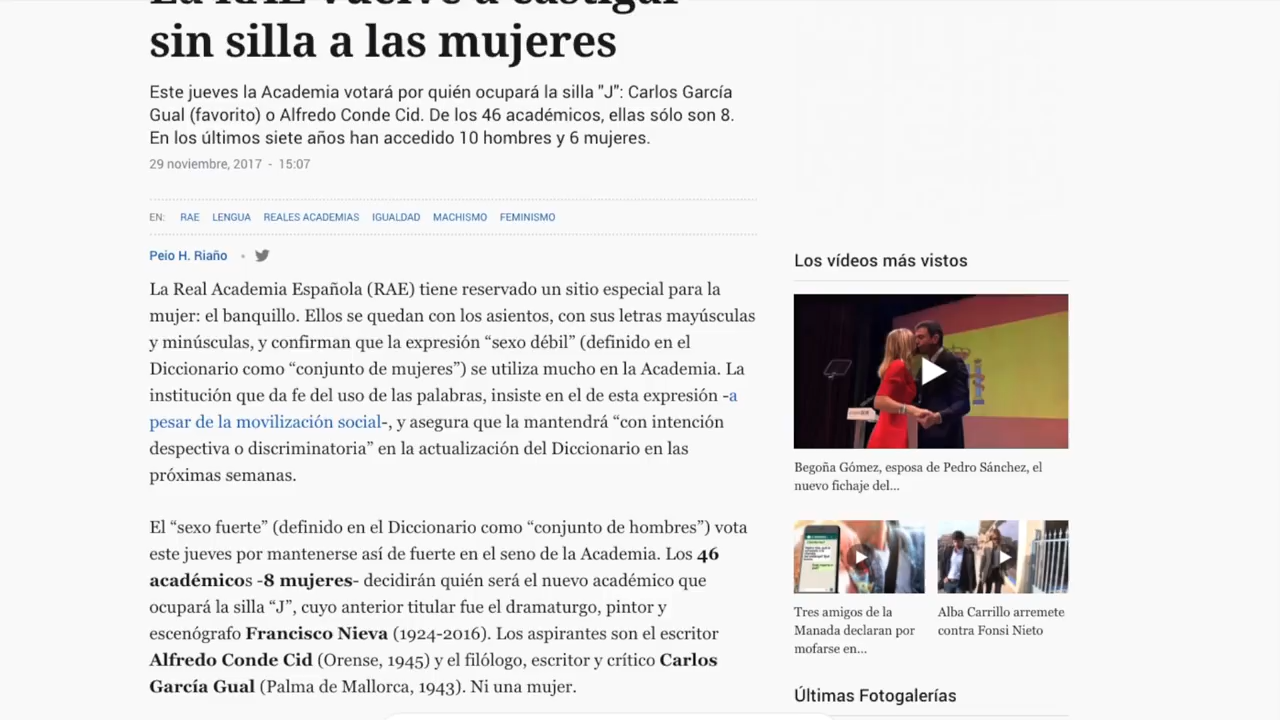 La RAE vuelve a castigar
sin silla a las mujeres
Este jueves la Academia votará por quién ocupará la silla "J": Carlos García
Gual (favorito) o Alfredo Conde Cid. De los 46 académicos, ellas sólo son 8.
En los últimos siete años han accedido 10 hombres y 6 mujeres.
29 noviembre, 2017 - 15:07
EN: RAE LENGUA REALES ACADEMIAS IGUALDAD MACHISMO FEMINISMO
Peio H. Riaño
La Real Academia Española (RAE) tiene reservado un sitio especial para la
mujer: el banquillo. Ellos se quedan con los asientos, con sus letras mayúsculas
y minúsculas, y confirman que la expresión “sexo débil” (definido en el
Diccionario como “conjunto de mujeres”) se utiliza mucho en la Academia. La
institución que da fe del uso de las palabras, insiste en el de esta expresión -a
pesar de la movilización social-, y asegura que la mantendrá “con intención
despectiva o discriminatoria” en la actualización del Diccionario en las
próximas semanas.
El “sexo fuerte” (definido en el Diccionario como “conjunto de hombres”) vota
este jueves por mantenerse así de fuerte en el seno de la Academia. Los 46
académicos -8 mujeres- decidirán quién será el nuevo académico que
ocupará la silla “J”, cuyo anterior titular fue el dramaturgo, pintor y
escenógrafo Francisco Nieva (1924-2016). Los aspirantes son el escritor
Alfredo Conde Cid (Orense, 1945) y el filólogo, escritor y crítico Carlos
García Gual (Palma de Mallorca, 1943). Ni una mujer.
Los vídeos más vistos
Begoña Gómez, esposa de Pedro Sánchez, el
nuevo fichaje del...
Tres amigos de la
Manada declaran por
mofarse en...
Alba Carrillo arremete
contra Fonsi Nieto
Últimas Fotogalerías